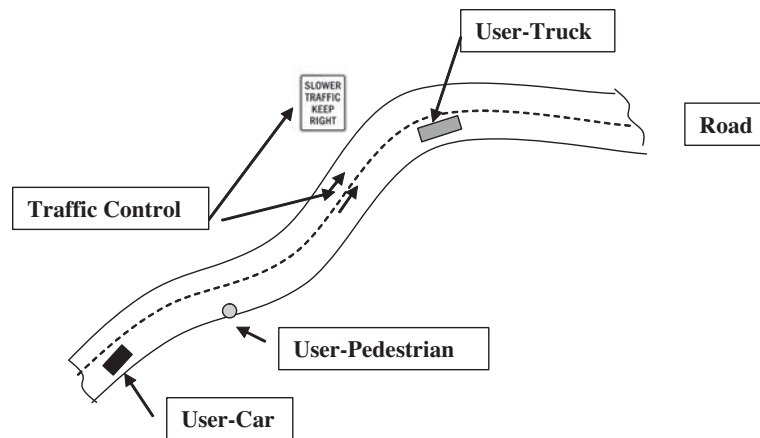 User-Truck
SLOWER
TRAFFIC
KEEP
RIGHT
Road
Traffic Control
User-Pedestrian
User-Car